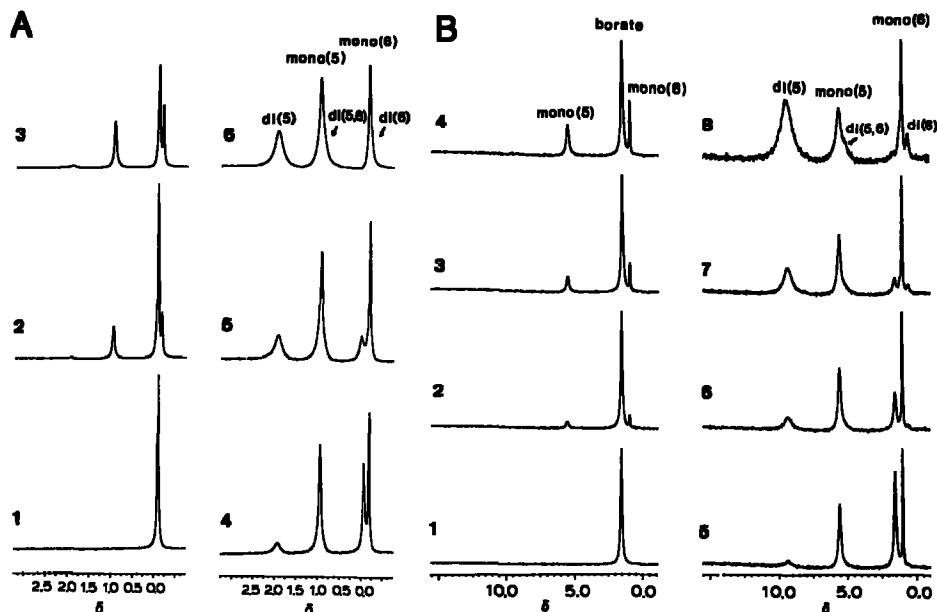 A
B
borate
mono(6)
mono(6)
mono(5)
di(5)
di(5,6)
di(6)
3
6
mono(5)
mono(6)
4
di(5)
mono(5)
di(5,6)
di(6)
8
2
5
3
7
1
4
2
6
1
5
2.5 2.0 1.5 1.0 0.5 0.0
2.5 2.0 1.5 1.0 0.5 0.0
10.0 5.0 0.0
10.0 5.0 0.0
δ
δ
δ
δ